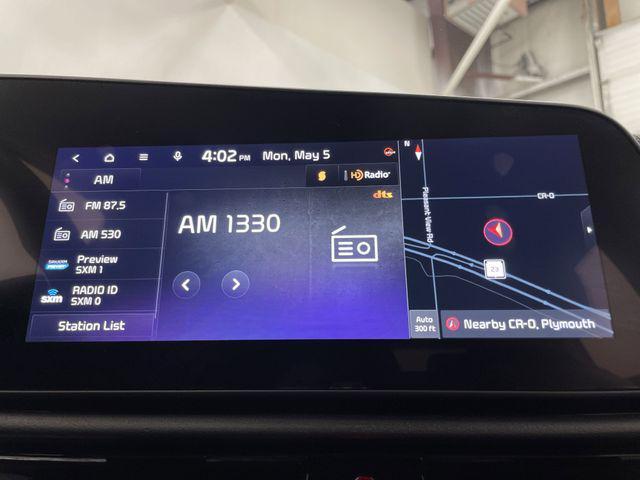 4:02 PM Mon, May 5
AM
HD Radio
dts
FM 87.5
AM 530
Preview
SXM 1
RADIO ID
SXM 0
Station List
AM 1330
N
Pleasant View Rd
CR-O
23
Auto
300 ft
Nearby CR-O, Plymouth